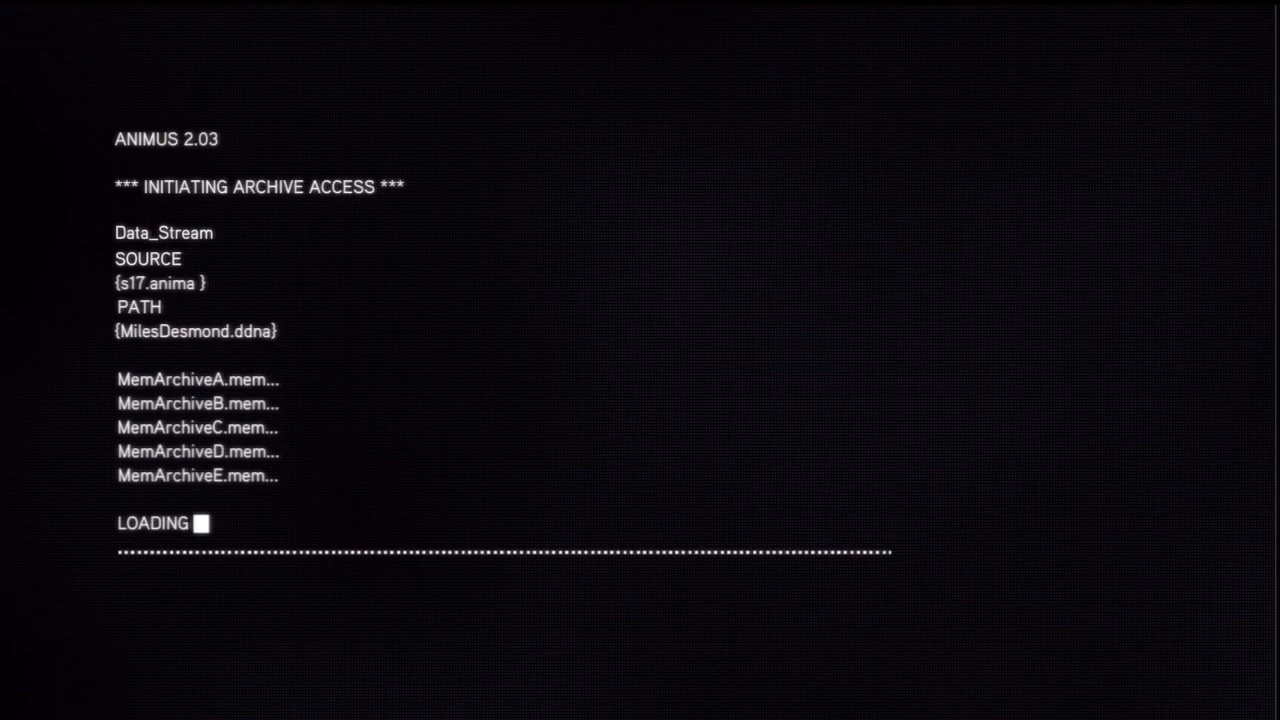 ANIMUS 2.03
*** INITIATING ARCHIVE ACCESS ***
Data_Stream
SOURCE
{s17.anima }
PATH
{MilesDesmond.ddna}
MemArchiveA.mem...
MemArchiveB.mem...
MemArchiveC.mem...
MemArchiveD.mem...
MemArchiveE.mem...
LOADING